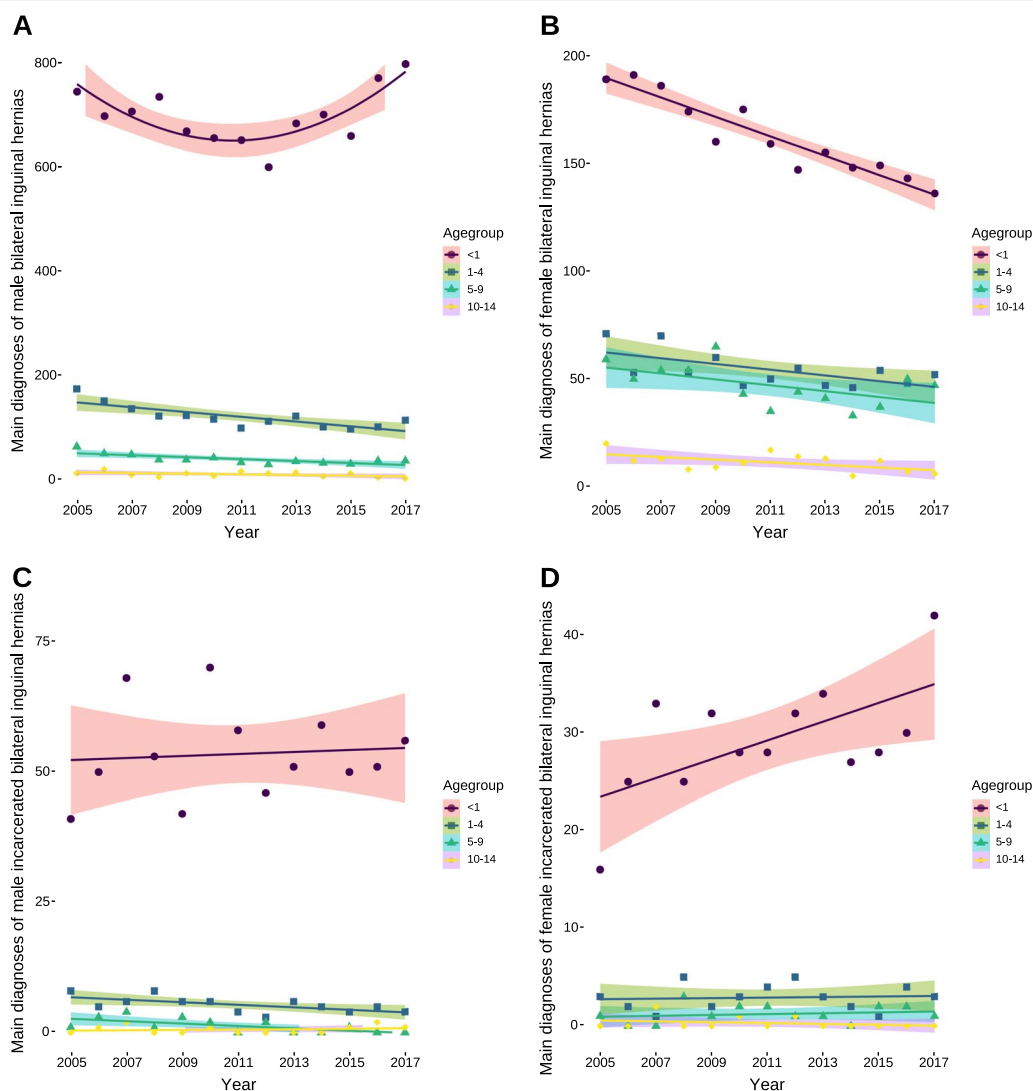 A
Main diagnoses of male bilateral inguinal hernias
800-
600-
400-
200-
0-
2005 2007 2009 2011 2013 2015 2017
Year
Agegroup
<1
1-4
5-9
10-14
B
Main diagnoses of female bilateral inguinal hernias
200-
150-
100-
50-
0-
2005 2007 2009 2011 2013 2015 2017
Year
Agegroup
<1
1-4
5-9
10-14
C
Main diagnoses of male incarcerated bilateral inguinal hernias
75-
50-
25-
0-
2005 2007 2009 2011 2013 2015 2017
Year
Agegroup
<1
1-4
5-9
10-14
D
Main diagnoses of female incarcerated bilateral inguinal hernias
40-
30-
20-
10-
0-
2005 2007 2009 2011 2013 2015 2017
Year
Agegroup
<1
1-4
5-9
10-14